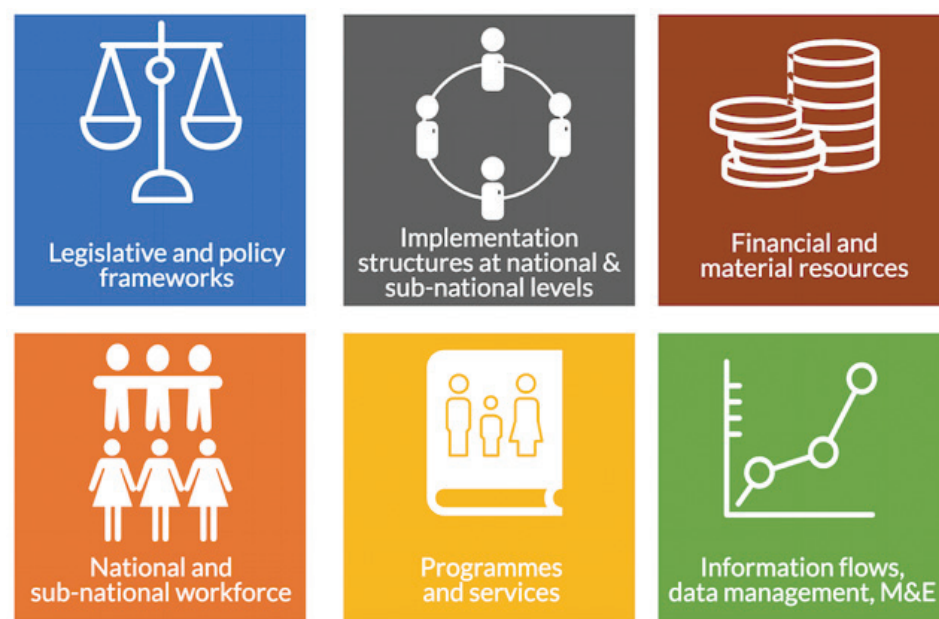 Legislative and policy
frameworks
Implementation
structures at national &
sub-national levels
Financial and
material resources
National and
sub-national workforce
Programmes
and services
Information flows,
data management, M&E